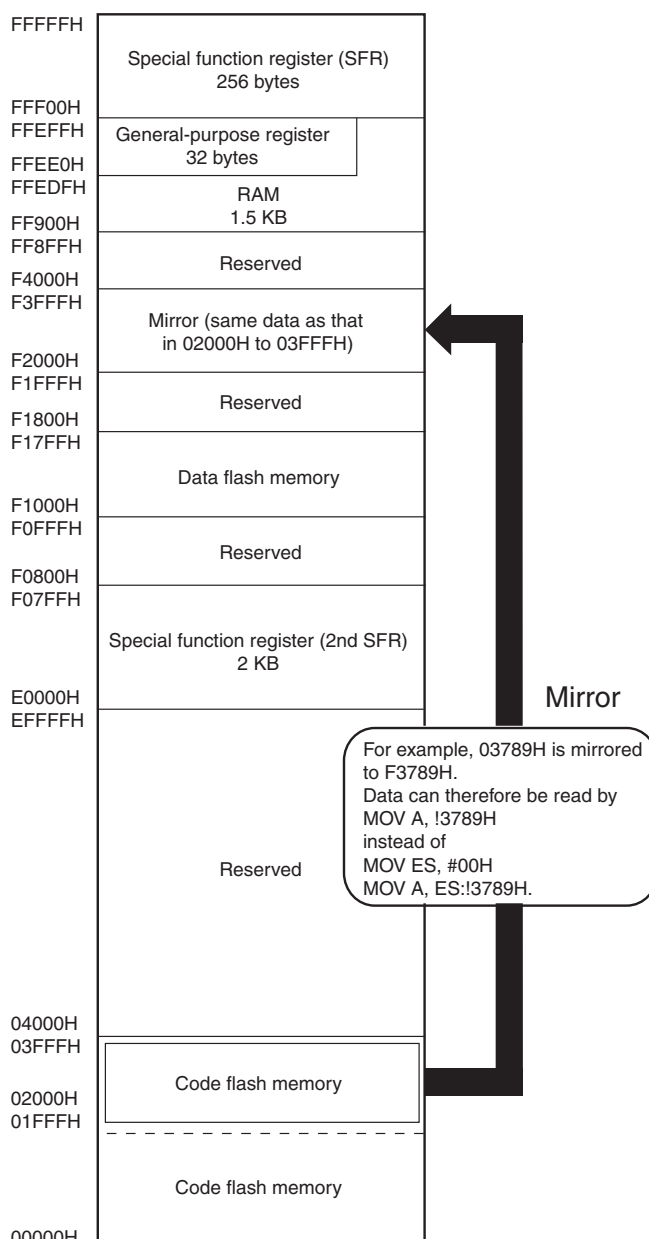 FFFFFH
Special function register (SFR)
256 bytes
FFF00H
FFEFFH
General-purpose register
32 bytes
FFEE0H
FFEDFH
RAM
1.5 KB
FF900H
FF8FFH
Reserved
F4000H
F3FFFH
Mirror (same data as that
in 02000H to 03FFFH)
F2000H
F1FFFH
Reserved
F1800H
F17FFH
Data flash memory
F1000H
F0FFFH
Reserved
F0800H
F07FFH
Special function register (2nd SFR)
2 KB
E0000H
EFFFFH
Mirror
For example, 03789H is mirrored
to F3789H.
Data can therefore be read by
MOV A, !3789H
instead of
MOV ES, #00H
MOV A, ES:!3789H.
Reserved
04000H
03FFFH
Code flash memory
02000H
01FFFH
Code flash memory
00000H